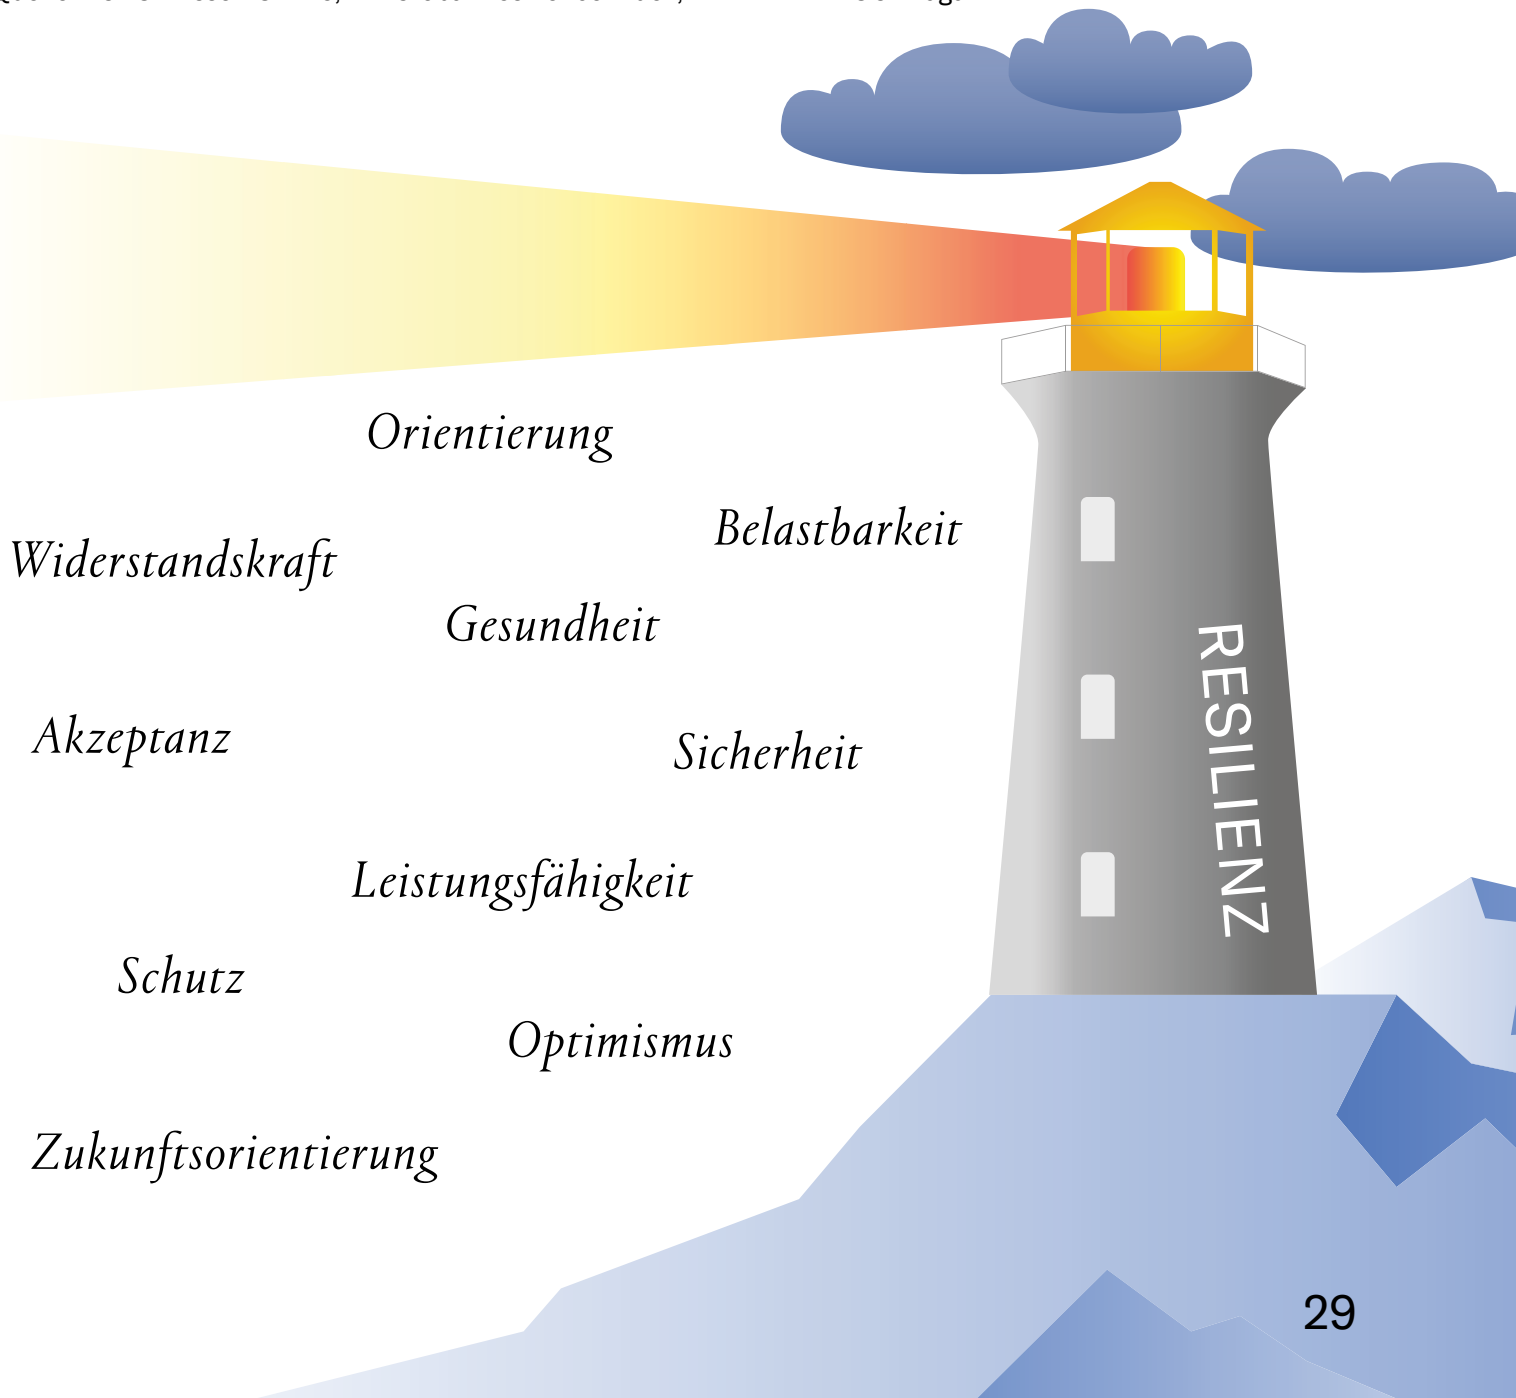 Orientierung
Belastbarkeit
Widerstandskraft
Gesundheit
Akzeptanz
Sicherheit
Leistungsfähigkeit
Schutz
Optimismus
Zukunftsorientierung
RESILIENZ
29